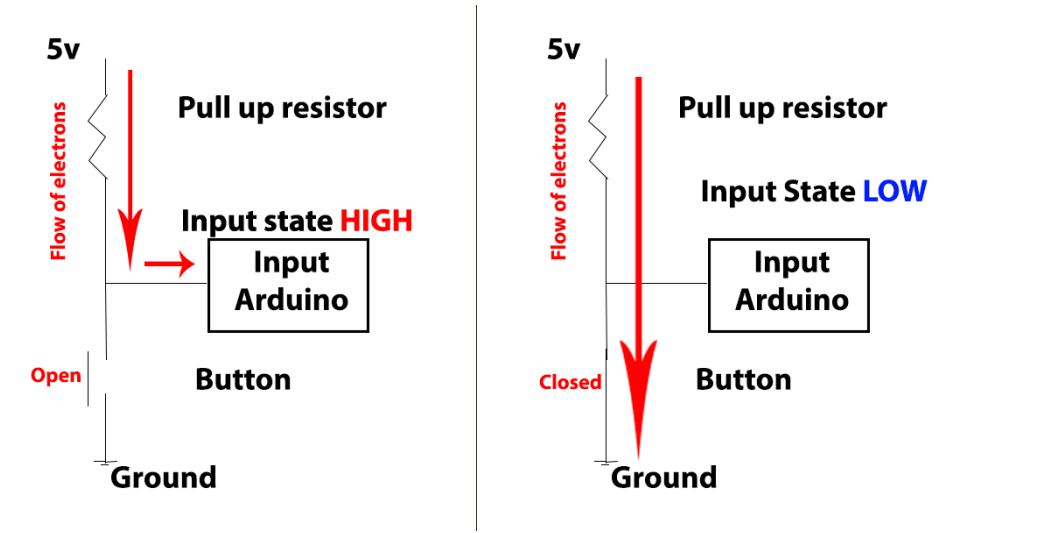 5v
Flow of electrons
Pull up resistor
Input state HIGH
Input
Arduino
Open
Button
Ground
5v
Flow of electrons
Pull up resistor
Input State LOW
Input
Arduino
Closed
Button
Ground